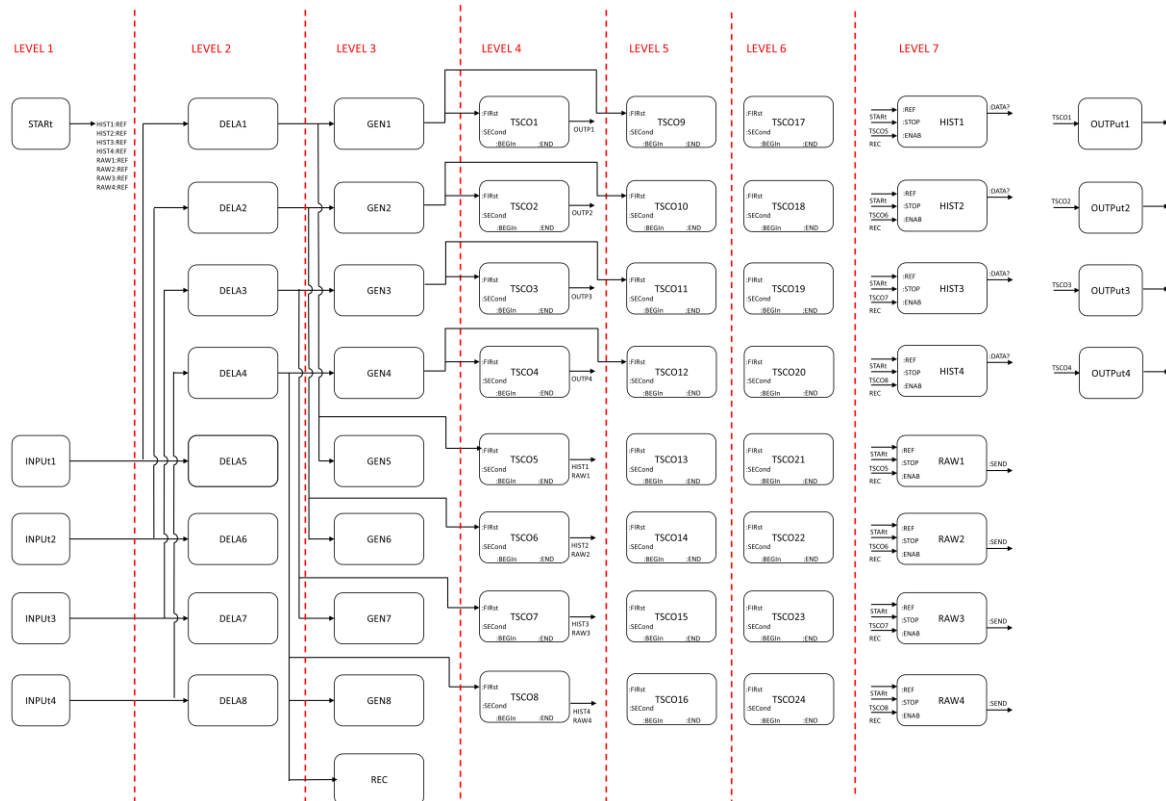 LEVEL 1
LEVEL 2
LEVEL 3
LEVEL 4
LEVEL 5
LEVEL 6
LEVEL 7
STARt
HIST1:REF
HIST2:REF
HIST3:REF
HIST4:REF
RAW1:REF
RAW2:REF
RAW3:REF
RAW4:REF
INPUt1
INPUt2
INPUt3
INPUt4
DELA1
DELA2
DELA3
DELA4
DELA5
DELA6
DELA7
DELA8
GEN1
GEN2
GEN3
GEN4
GEN5
GEN6
GEN7
GEN8
REC
:FIRst
TSCO1
:SECond
:BEGIn :END
OUTP1
:FIRst
TSCO2
:SECond
:BEGIn :END
OUTP2
:FIRst
TSCO3
:SECond
:BEGIn :END
OUTP3
:FIRst
TSCO4
:SECond
:BEGIn :END
OUTP4
:FIRst
TSCO5
:SECond
:BEGIn :END
HIST1
RAW1
:FIRst
TSCO6
:SECond
:BEGIn :END
HIST2
RAW2
:FIRst
TSCO7
:SECond
:BEGIn :END
HIST3
RAW3
:FIRst
TSCO8
:SECond
:BEGIn :END
HIST4
RAW4
:FIRst
TSCO9
:SECond
:BEGIn :END
:FIRst
TSCO10
:SECond
:BEGIn :END
:FIRst
TSCO11
:SECond
:BEGIn :END
:FIRst
TSCO12
:SECond
:BEGIn :END
:FIRst
TSCO13
:SECond
:BEGIn :END
:FIRst
TSCO14
:SECond
:BEGIn :END
:FIRst
TSCO15
:SECond
:BEGIn :END
:FIRst
TSCO16
:SECond
:BEGIn :END
:FIRst
TSCO17
:SECond
:BEGIn :END
:FIRst
TSCO18
:SECond
:BEGIn :END
:FIRst
TSCO19
:SECond
:BEGIn :END
:FIRst
TSCO20
:SECond
:BEGIn :END
:FIRst
TSCO21
:SECond
:BEGIn :END
:FIRst
TSCO22
:SECond
:BEGIn :END
:FIRst
TSCO23
:SECond
:BEGIn :END
:FIRst
TSCO24
:SECond
:BEGIn :END
:REF
STARt
:STOP
HIST1
:DATA?
TSCO5
:ENAB
REC
:REF
STARt
:STOP
HIST2
:DATA?
TSCO6
:ENAB
REC
:REF
STARt
:STOP
HIST3
:DATA?
TSCO7
:ENAB
REC
:REF
STARt
:STOP
HIST4
:DATA?
TSCO8
:ENAB
REC
:REF
STARt
:STOP
RAW1
:SEND
TSCO5
:ENAB
REC
:REF
STARt
:STOP
RAW2
:SEND
TSCO6
:ENAB
REC
:REF
STARt
:STOP
RAW3
:SEND
TSCO7
:ENAB
REC
:REF
STARt
:STOP
RAW4
:SEND
TSCO8
:ENAB
REC
TSCO1
OUTPut1
TSCO2
OUTPut2
TSCO3
OUTPut3
TSCO4
OUTPut4